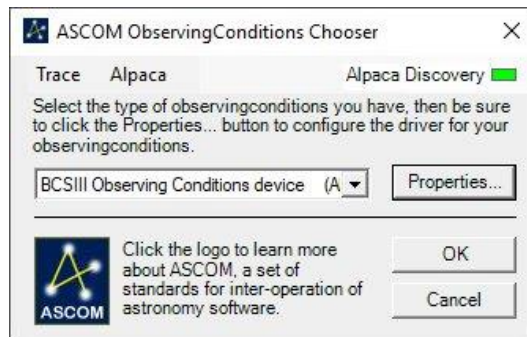 ASCOM ObservingConditions Chooser
Trace Alpaca Alpaca Discovery
Select the type of observingconditions you have, then be sure
to click the Properties... button to configure the driver for your
observingconditions.
BCSIII Observing Conditions device (A
Properties...
Click the logo to learn more
about ASCOM, a set of
standards for inter-operation of
astronomy software.
ASCOM
OK
Cancel